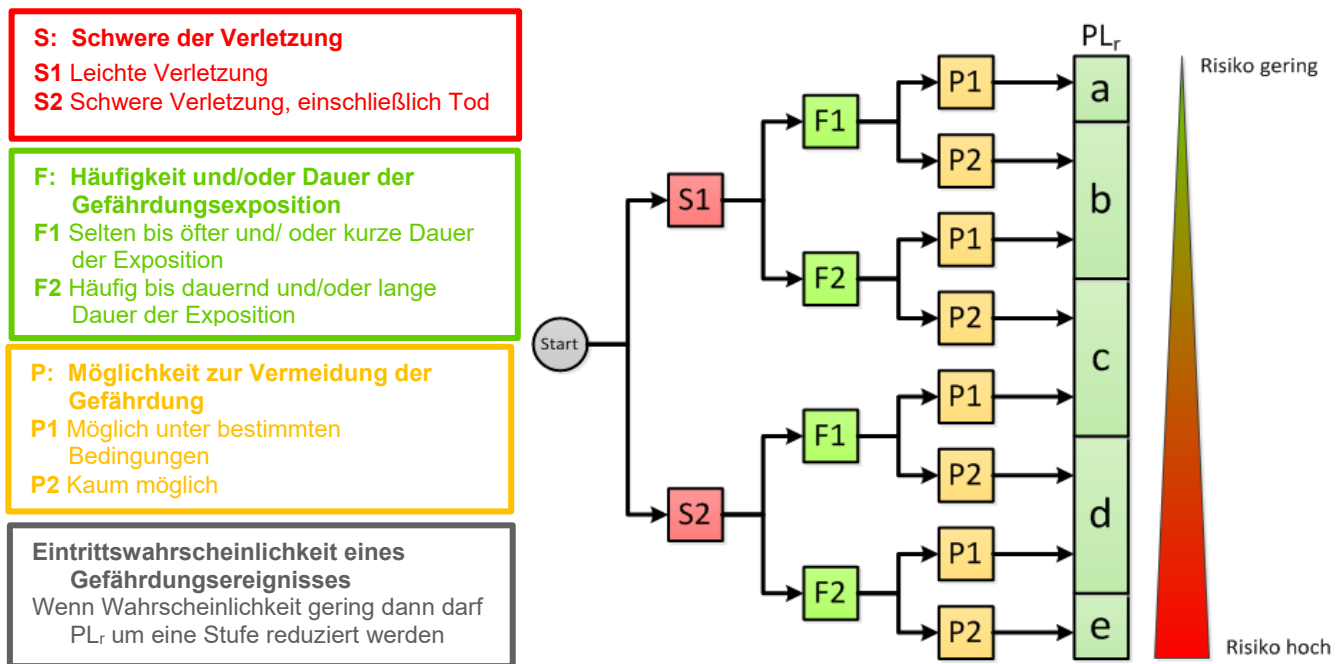 S: Schwere der Verletzung
S1 Leichte Verletzung
S2 Schwere Verletzung, einschließlich Tod
F: Häufigkeit und/oder Dauer der
Gefährdungsexposition
F1 Selten bis öfter und/ oder kurze Dauer
der Exposition
F2 Häufig bis dauernd und/oder lange
Dauer der Exposition
P: Möglichkeit zur Vermeidung der
Gefährdung
P1 Möglich unter bestimmten
Bedingungen
P2 Kaum möglich
Eintrittswahrscheinlichkeit eines
Gefährdungsereignisses
Wenn Wahrscheinlichkeit gering dann darf
PLr um eine Stufe reduziert werden
Start
S1
S2
F1
F2
F1
F2
P1
P2
P1
P2
P1
P2
P1
P2
PLr
a
b
c
d
e
Risiko gering
Risiko hoch